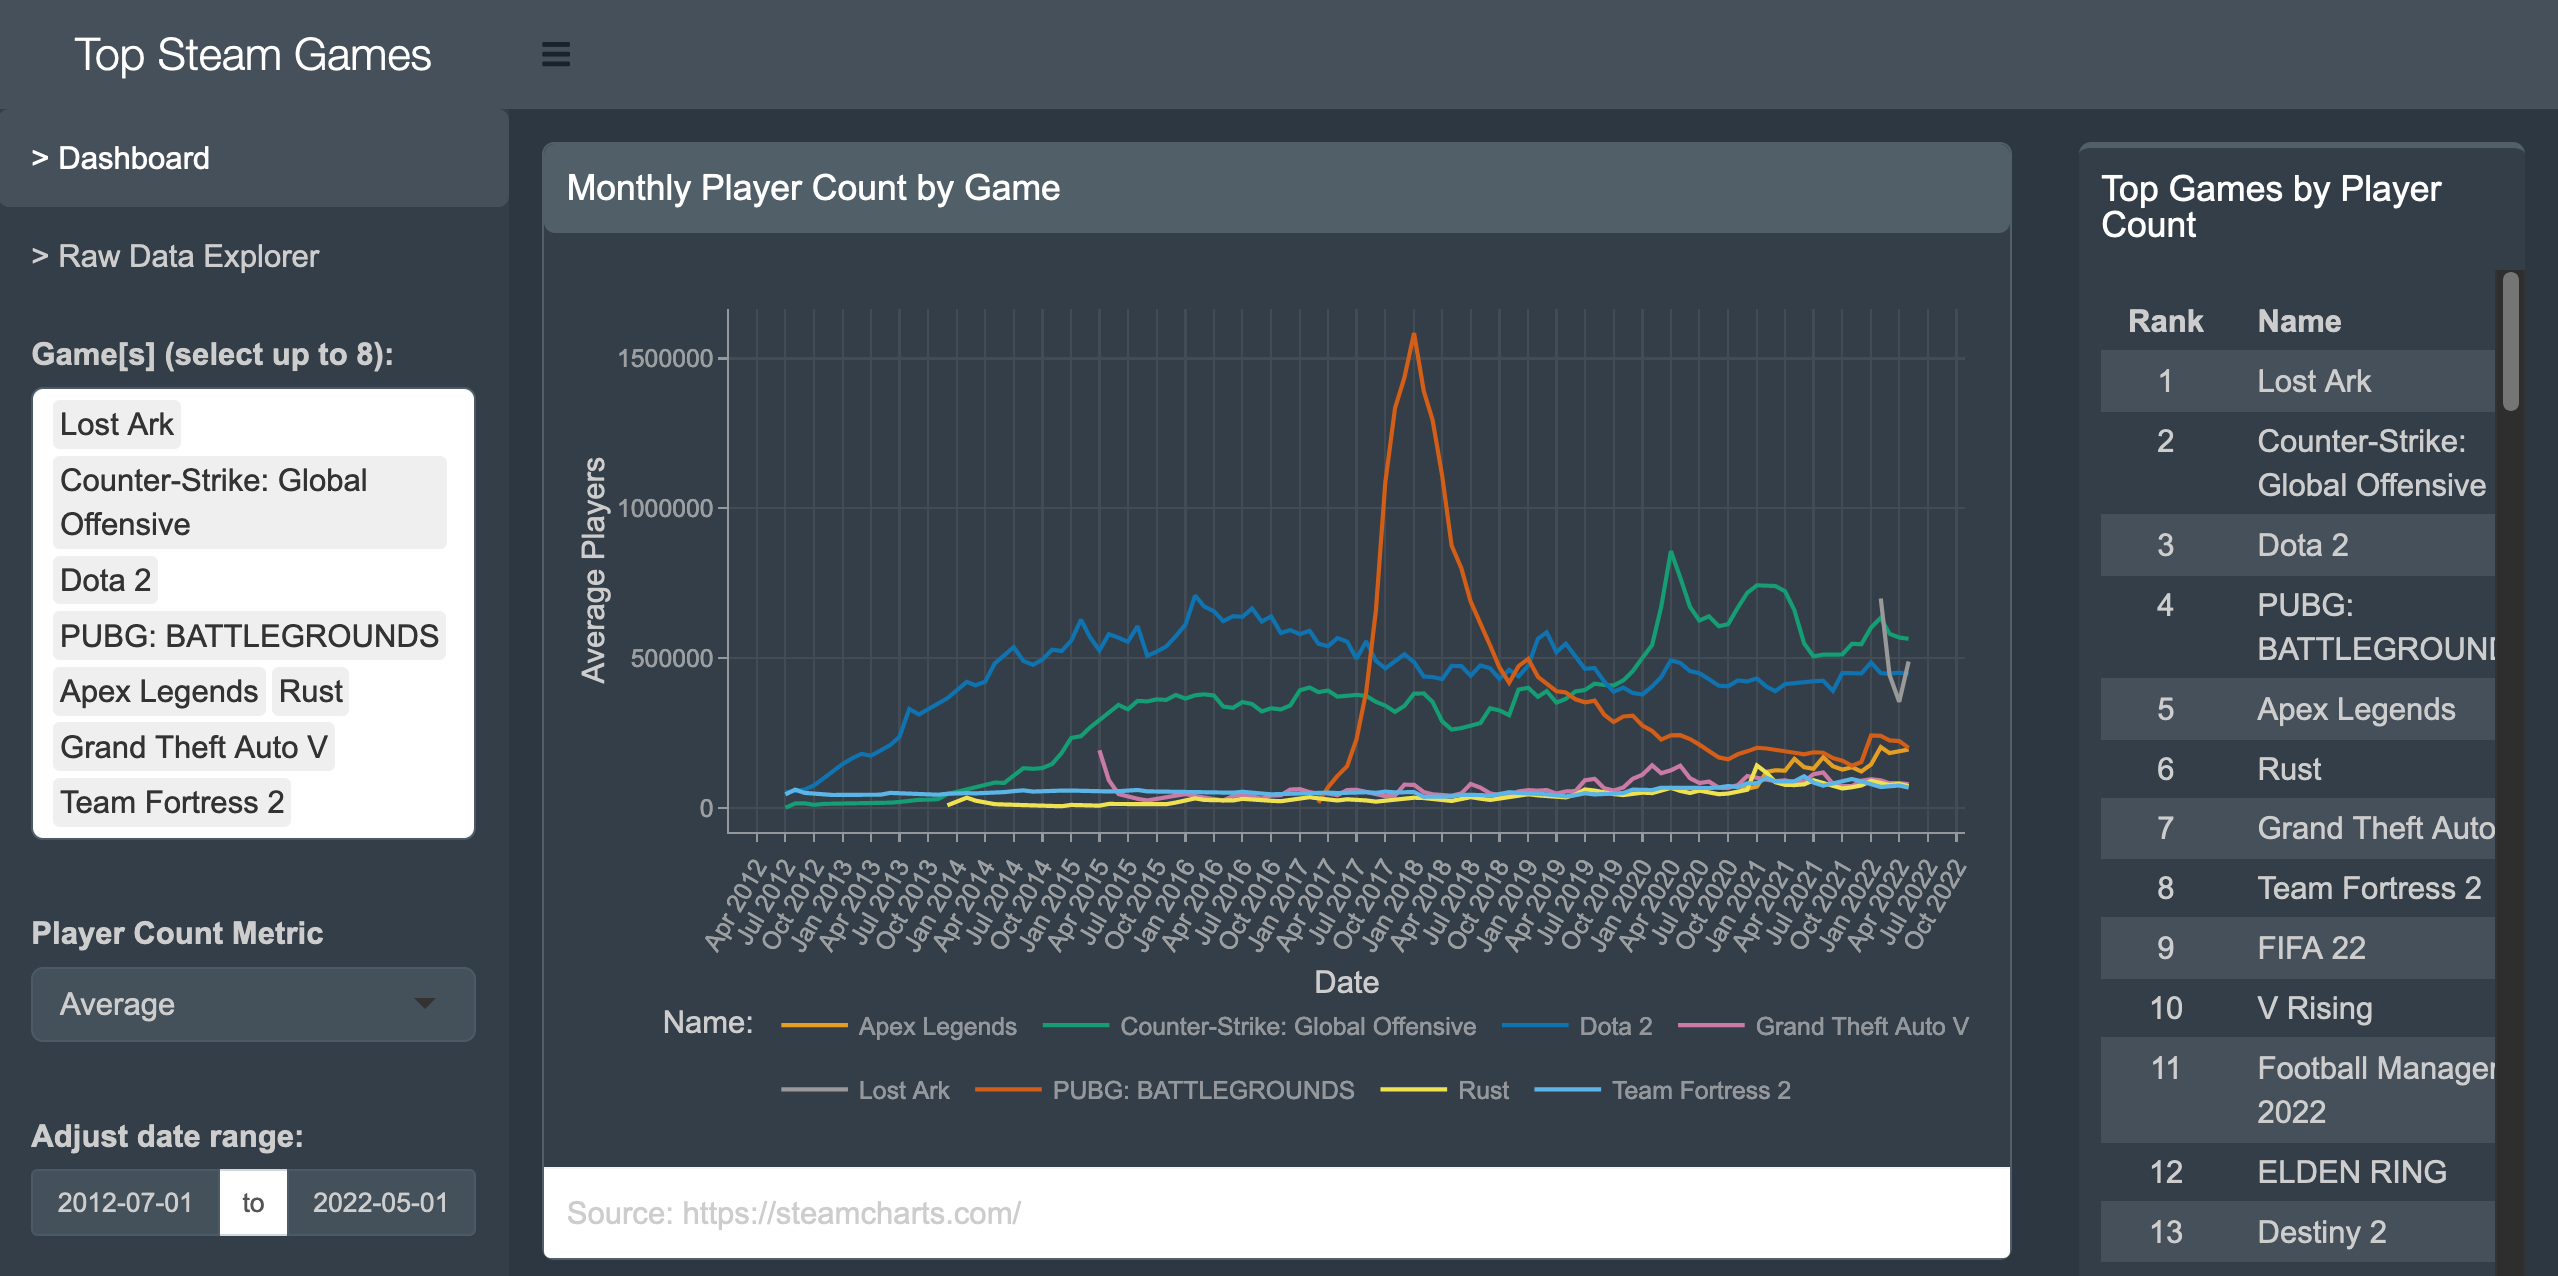 Top Steam Games
> Dashboard
> Raw Data Explorer
Game[s] (select up to 8):
Lost Ark
Counter-Strike: Global
Offensive
Dota 2
PUBG: BATTLEGROUNDS
Apex Legends Rust
Grand Theft Auto V
Team Fortress 2
Player Count Metric
Average
Adjust date range:
2012-07-01 to 2022-05-01
Monthly Player Count by Game
Average Players
1500000
1000000
500000
0
Apr 2012
Jul 2012
Oct 2012
Jan 2013
Apr 2013
Jul 2013
Oct 2013
Jan 2014
Apr 2014
Jul 2014
Oct 2014
Jan 2015
Apr 2015
Jul 2015
Oct 2015
Jan 2016
Apr 2016
Jul 2016
Oct 2016
Jan 2017
Apr 2017
Jul 2017
Oct 2017
Jan 2018
Apr 2018
Jul 2018
Oct 2018
Jan 2019
Apr 2019
Jul 2019
Oct 2019
Jan 2020
Apr 2020
Jul 2020
Oct 2020
Jan 2021
Apr 2021
Jul 2021
Oct 2021
Jan 2022
Apr 2022
Jul 2022
Oct 2022
Date
Name: Apex Legends Counter-Strike: Global Offensive Dota 2 Grand Theft Auto V
Lost Ark PUBG: BATTLEGROUNDS Rust Team Fortress 2
Source: https://steamcharts.com/
Top Games by Player
Count
Rank Name
1 Lost Ark
2 Counter-Strike:
Global Offensive
3 Dota 2
4 PUBG:
BATTLEGROUND
5 Apex Legends
6 Rust
7 Grand Theft Auto
8 Team Fortress 2
9 FIFA 22
10 V Rising
11 Football Manager
2022
12 ELDEN RING
13 Destiny 2